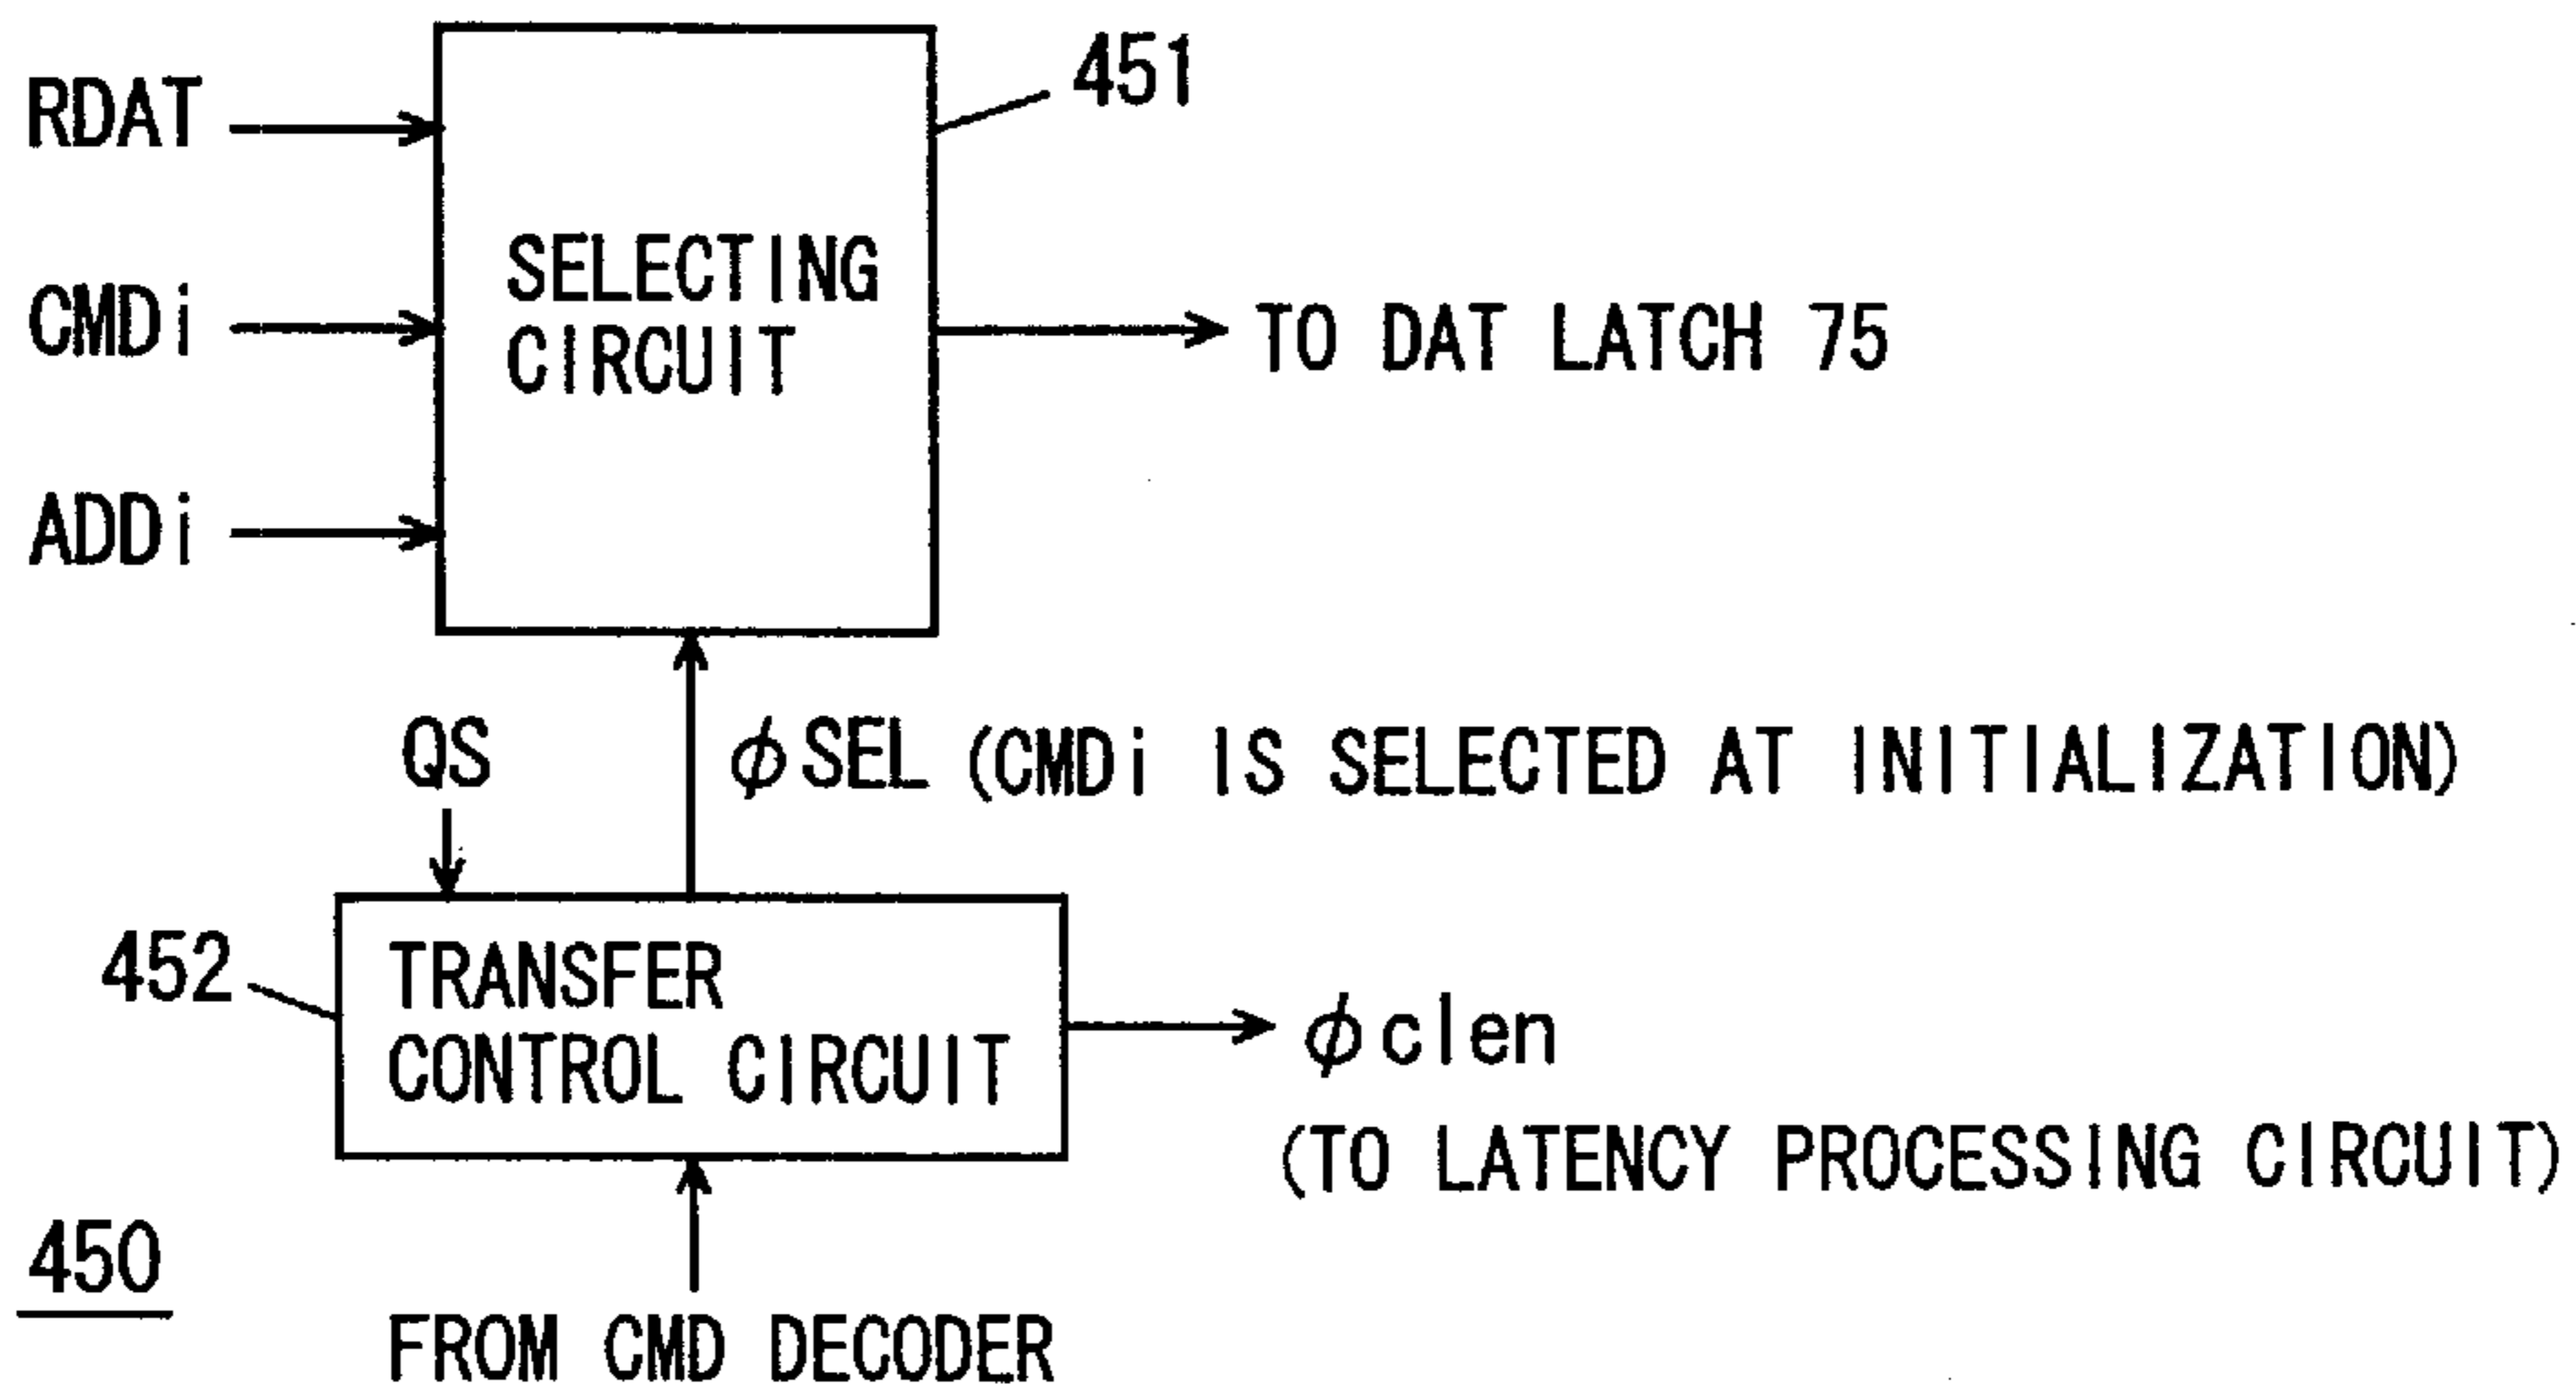 RDAT
451
CMDi
SELECTING
CIRCUIT
TO DAT LATCH 75
ADDi
QS
φSEL (CMDi IS SELECTED AT INITIALIZATION)
452
TRANSFER
CONTROL CIRCUIT
φclen
(TO LATENCY PROCESSING CIRCUIT)
450
FROM CMD DECODER